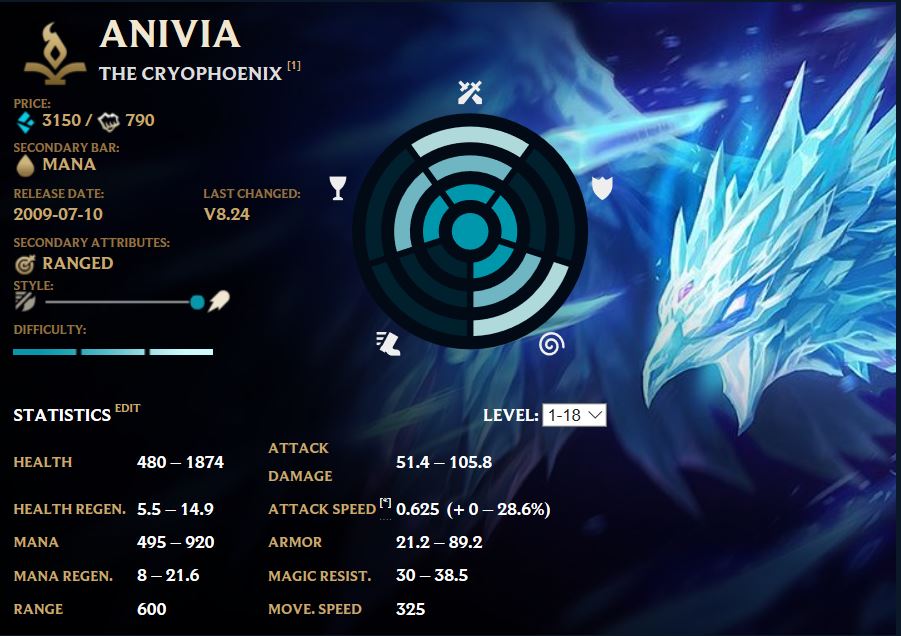 ANIVIA
THE CRYOPHOENIX [1]
PRICE:
3150 / 790
SECONDARY BAR:
MANA
RELEASE DATE: LAST CHANGED:
2009-07-10 V8.24
SECONDARY ATTRIBUTES:
RANGED
STYLE:
DIFFICULTY:
STATISTICS EDIT LEVEL: 1-18
HEALTH 480 – 1874 ATTACK DAMAGE 51.4 – 105.8
HEALTH REGEN. 5.5 – 14.9 ATTACK SPEED [*] 0.625 (+ 0 – 28.6%)
MANA 495 – 920 ARMOR 21.2 – 89.2
MANA REGEN. 8 – 21.6 MAGIC RESIST. 30 – 38.5
RANGE 600 MOVE. SPEED 325